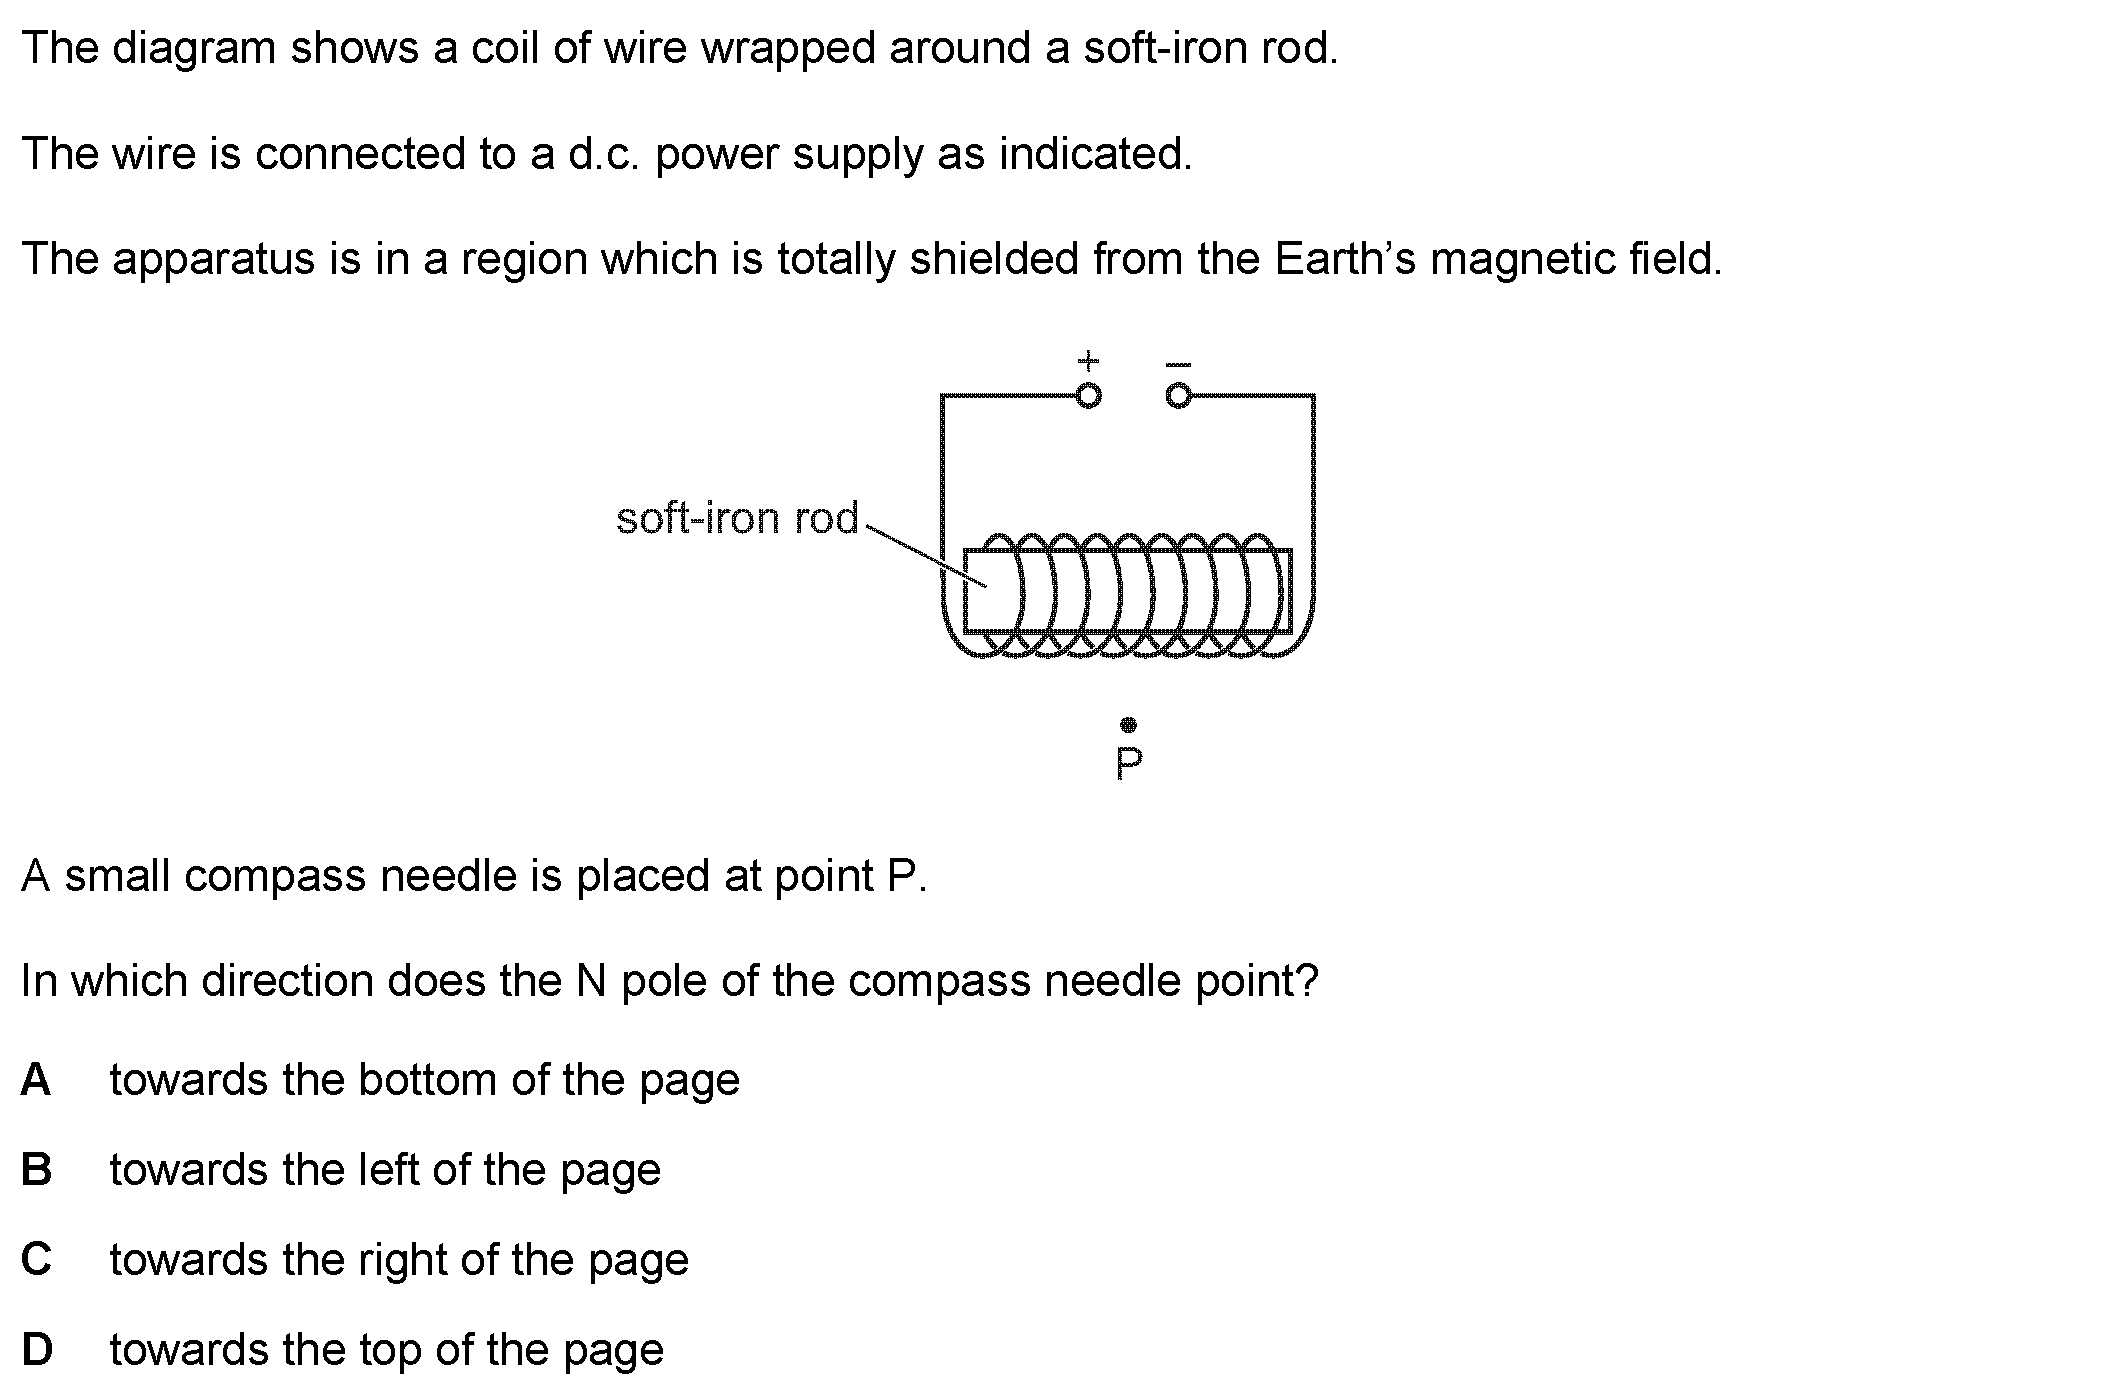 The diagram shows a coil of wire wrapped around a soft-iron rod.
The wire is connected to a d.c. power supply as indicated.
The apparatus is in a region which is totally shielded from the Earth’s magnetic field.
+ –
soft-iron rod
P
A small compass needle is placed at point P.
In which direction does the N pole of the compass needle point?
A towards the bottom of the page
B towards the left of the page
C towards the right of the page
D towards the top of the page